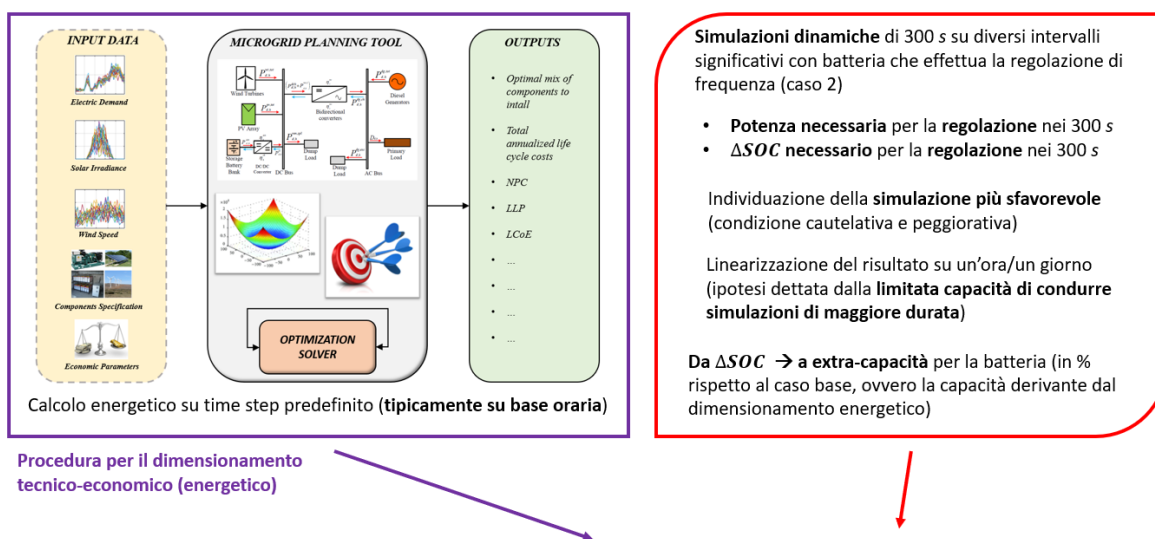 INPUT DATA
Electric Demand
Solar Irradiance
Wind Speed
Components Specification
Economic Parameters
MICROGRID PLANNING TOOL
Wind Turbines
PV Array
Storage
Battery
Bank
DC-DC
Converter
DC Bus
Dump
Load
Bidirectional
converters
Diesel
Generators
Dump
Load
AC Bus
Primary
Load
OPTIMIZATION
SOLVER
OUTPUTS
• Optimal mix of
components to
intall
• Total
annualized life
cycle costs
• NPC
• LLP
• LCoE
• ...
• ...
• ...
• ...
Calcolo energetico su time step predefinito (tipicamente su base oraria)
Procedura per il dimensionamento
tecnico-economico (energetico)
Simulazioni dinamiche di 300 s su diversi intervalli
significativi con batteria che effettua la regolazione di
frequenza (caso 2)
• Potenza necessaria per la regolazione nei 300 s
• ΔSOC necessario per la regolazione nei 300 s
Individuazione della simulazione più sfavorevole
(condizione cautelativa e peggiorativa)
Linearizzazione del risultato su un'ora/un giorno
(ipotesi dettata dalla limitata capacità di condurre
simulazioni di maggiore durata)
Da ΔSOC → a extra-capacità per la batteria (in %
rispetto al caso base, ovvero la capacità derivante dal
dimensionamento energetico)